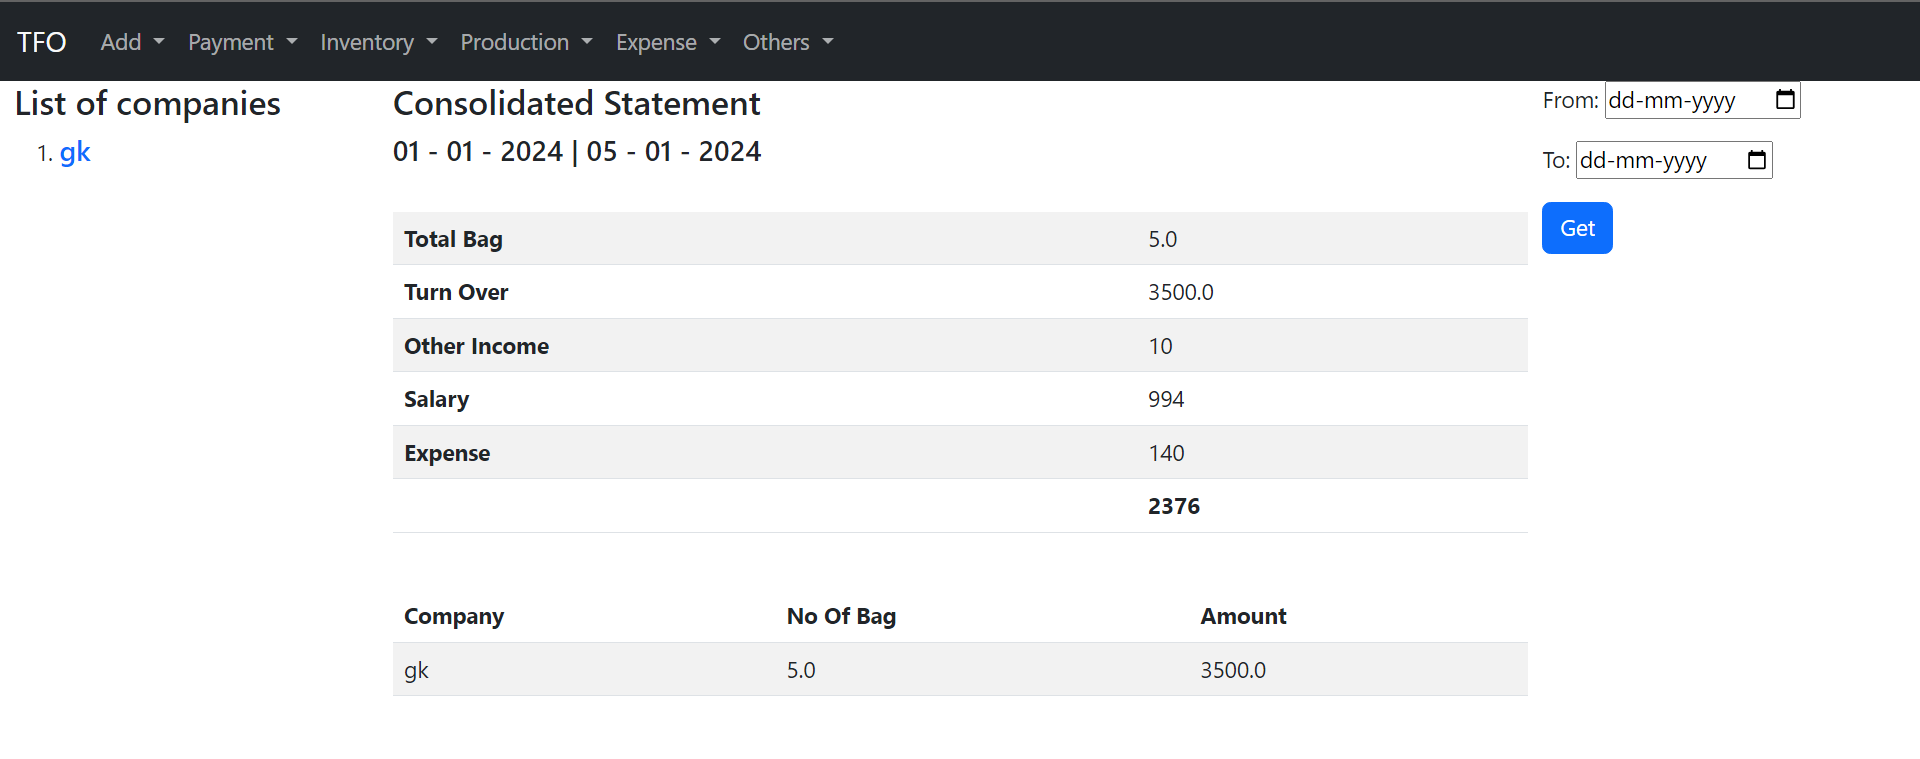 TFO Add Payment Inventory Production Expense Others
List of companies
1. gk
Consolidated Statement
01 - 01 - 2024 | 05 - 01 - 2024
Total Bag 5.0
Turn Over 3500.0
Other Income 10
Salary 994
Expense 140
2376
Company No Of Bag Amount
gk 5.0 3500.0
From: dd-mm-yyyy
To: dd-mm-yyyy
Get